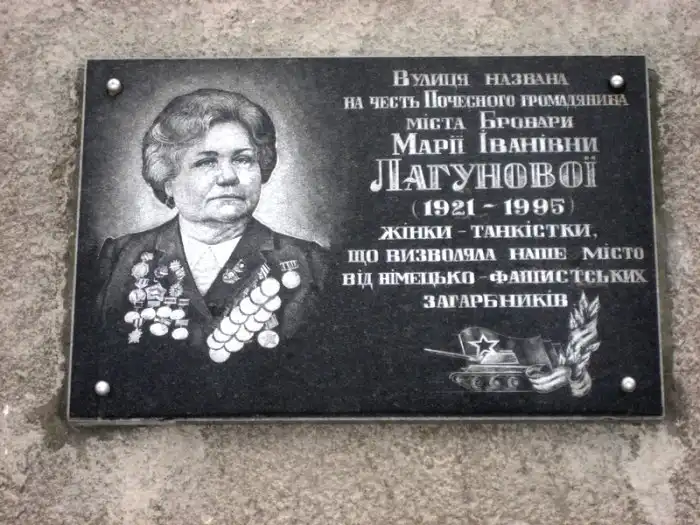 Вулиця названа
на честь Почесного громадянина
міста Бровари
Марії Іванівни
Лагунової
(1921 - 1995)
жінки - танкістки,
що визволяла наше місто
від німецько - фашистських
загарбників